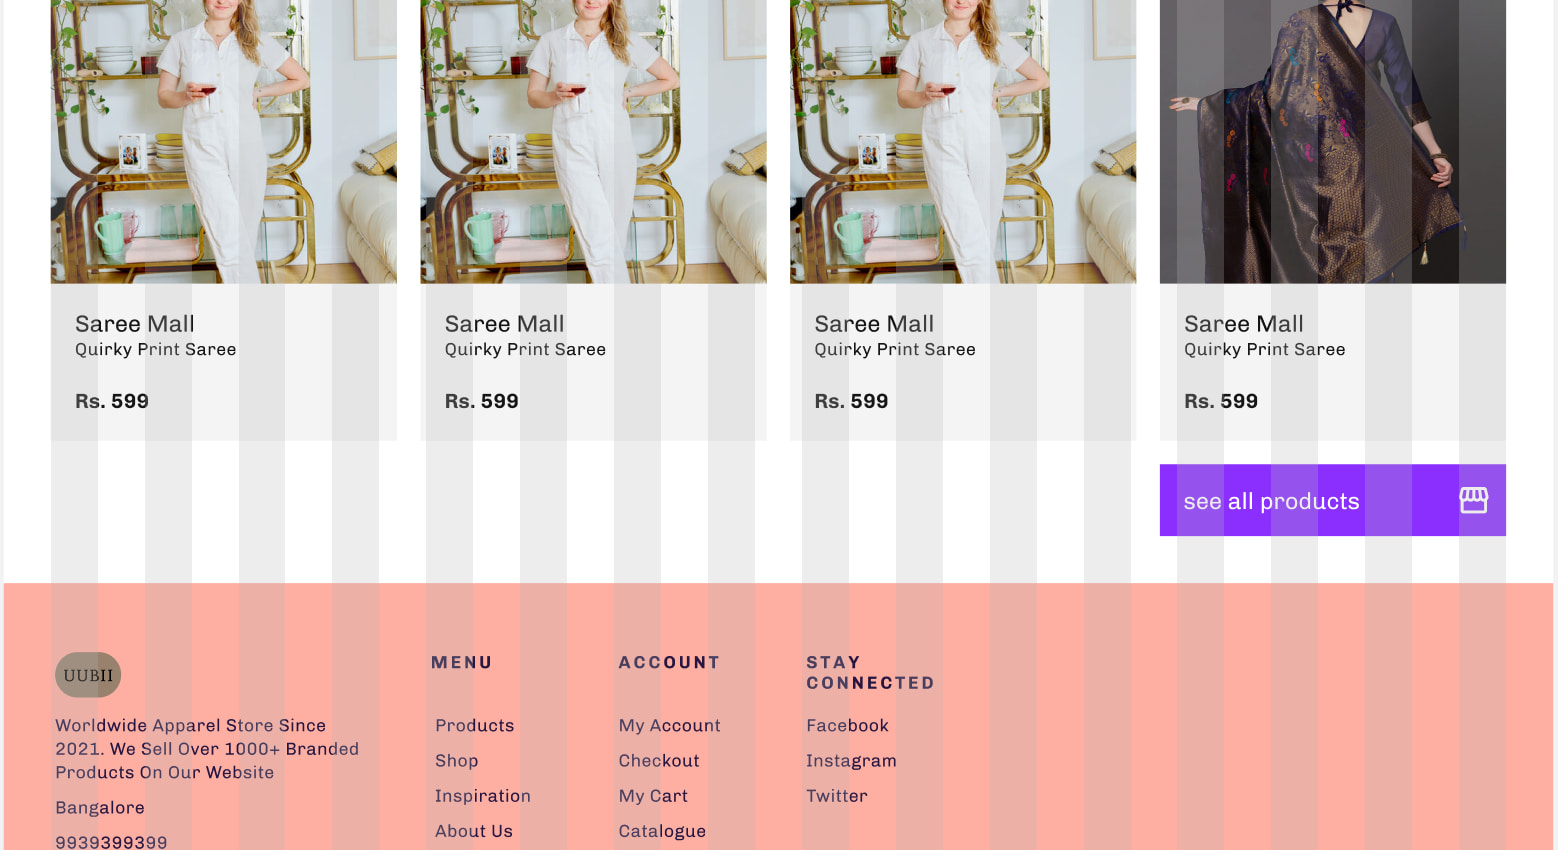 Saree Mall
Quirky Print Saree
Rs. 599
Saree Mall
Quirky Print Saree
Rs. 599
Saree Mall
Quirky Print Saree
Rs. 599
Saree Mall
Quirky Print Saree
Rs. 599
see all products
UUBII
Worldwide Apparel Store Since
2021. We Sell Over 1000+ Branded
Products On Our Website
Bangalore
9939399399
MENU
Products
Shop
Inspiration
About Us
ACCOUNT
My Account
Checkout
My Cart
Catalogue
STAY
CONNECTED
Facebook
Instagram
Twitter